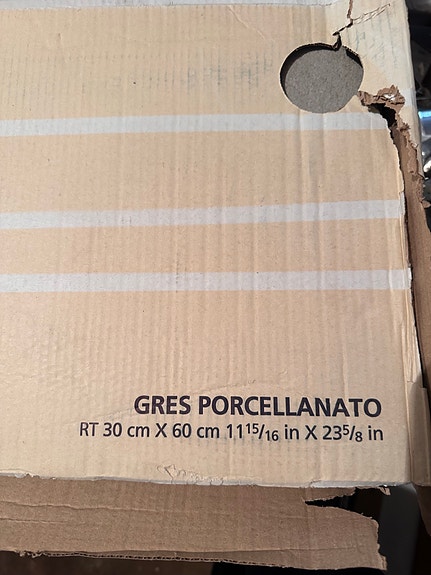 GRES PORCELLANATO
RT 30 cm X 60 cm 11 15/16 in X 23 5/8 in